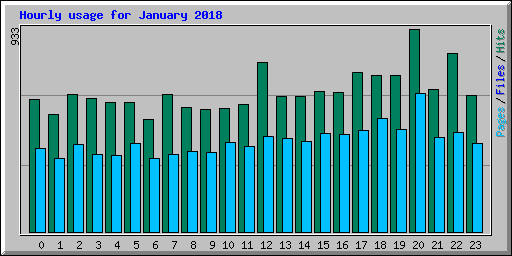 Hourly usage for January 2018
933
Pages/Files/Hits
0 1 2 3 4 5 6 7 8 9 10 11 12 13 14 15 16 17 18 19 20 21 22 23